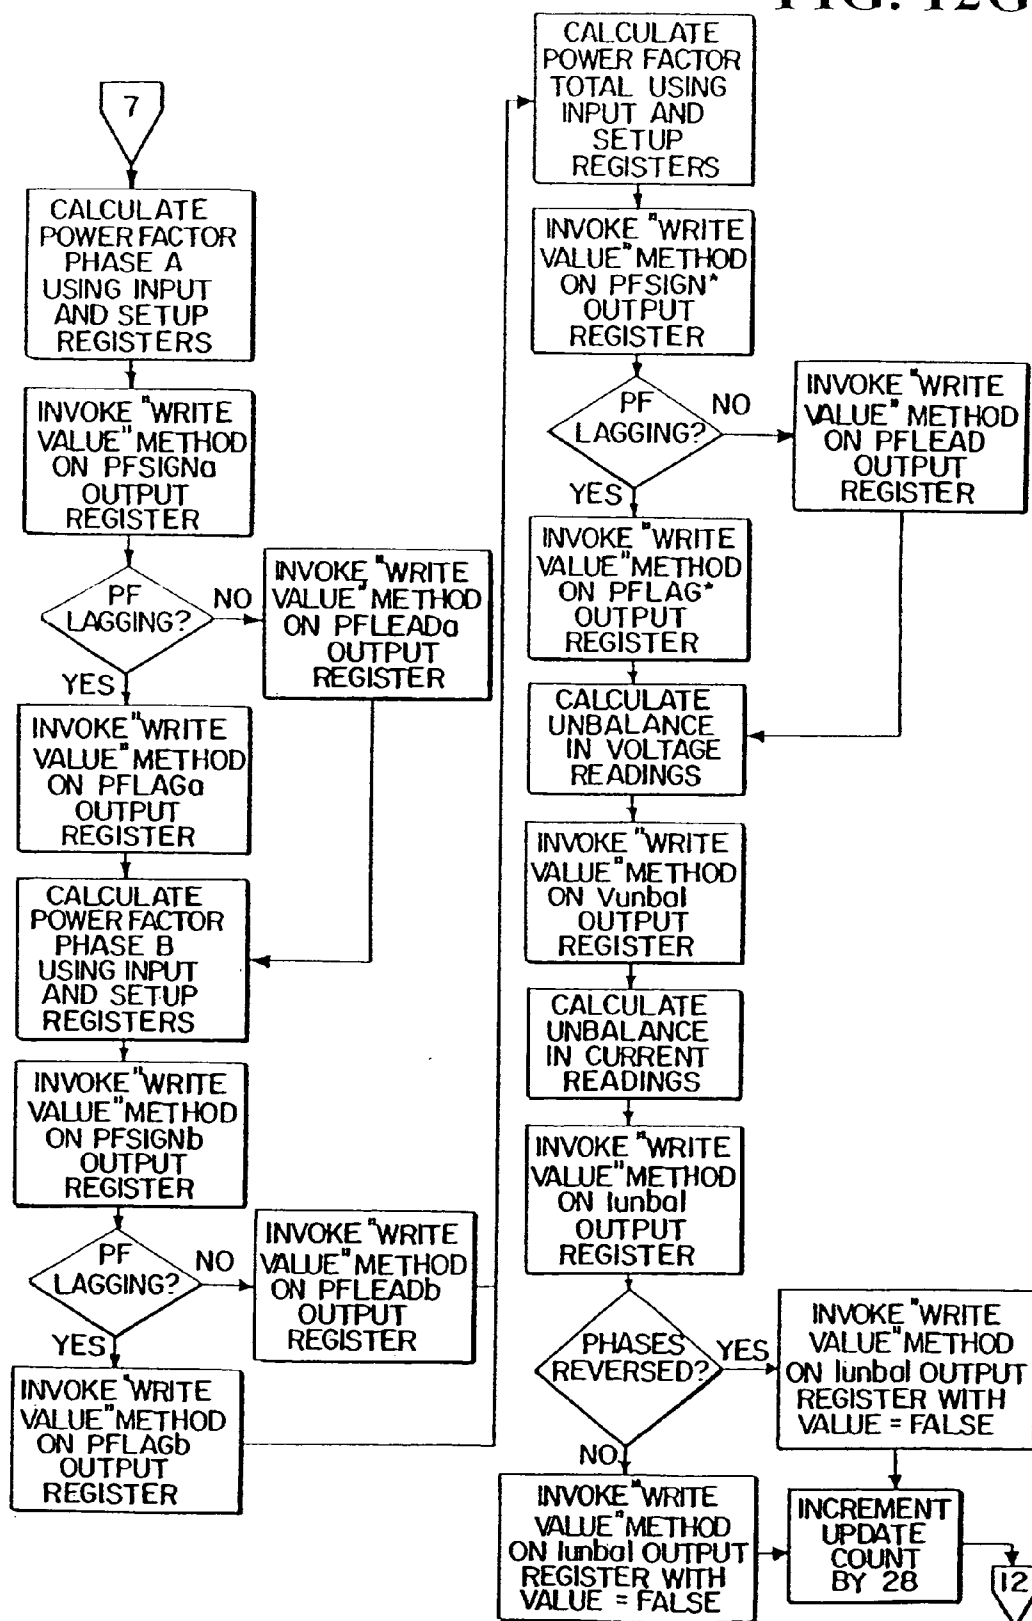 FIG. 12G
7
CALCULATE
POWER FACTOR
PHASE A
USING INPUT
AND SETUP
REGISTERS
INVOKE "WRITE
VALUE" METHOD
ON PFSIGNa
OUTPUT
REGISTER
PF
LAGGING?
NO
YES
INVOKE "WRITE
VALUE" METHOD
ON PFLEADa
OUTPUT
REGISTER
INVOKE "WRITE
VALUE" METHOD
ON PFLAGa
OUTPUT
REGISTER
CALCULATE
POWER FACTOR
PHASE B
USING INPUT
AND SETUP
REGISTERS
INVOKE "WRITE
VALUE" METHOD
ON PFSIGNb
OUTPUT
REGISTER
PF
LAGGING?
NO
YES
INVOKE "WRITE
VALUE" METHOD
ON PFLEADb
OUTPUT
REGISTER
INVOKE "WRITE
VALUE" METHOD
ON PFLAGb
OUTPUT
REGISTER
CALCULATE
POWER FACTOR
TOTAL USING
INPUT AND
SETUP
REGISTERS
INVOKE "WRITE
VALUE" METHOD
ON PFSIGN*
OUTPUT
REGISTER
PF
LAGGING?
NO
YES
INVOKE "WRITE
VALUE" METHOD
ON PFLEAD
OUTPUT
REGISTER
INVOKE "WRITE
VALUE" METHOD
ON PFLAG*
OUTPUT
REGISTER
CALCULATE
UNBALANCE
IN VOLTAGE
READINGS
INVOKE "WRITE
VALUE" METHOD
ON Vunbal
OUTPUT
REGISTER
CALCULATE
UNBALANCE
IN CURRENT
READINGS
INVOKE "WRITE
VALUE" METHOD
ON Iunbal
OUTPUT
REGISTER
PHASES
REVERSED?
YES
NO
INVOKE "WRITE
VALUE" METHOD
ON Iunbal OUTPUT
REGISTER WITH
VALUE = FALSE
INVOKE "WRITE
VALUE" METHOD
ON Iunbal OUTPUT
REGISTER WITH
VALUE = FALSE
INCREMENT
UPDATE
COUNT
BY 28
12